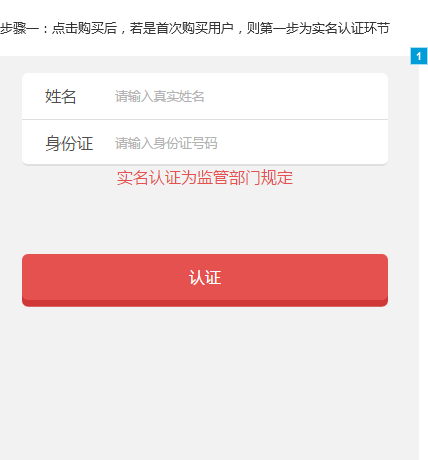 步骤一：点击购买后，若是首次购买用户，则第一步为实名认证环节
1
姓名 请输入真实姓名
身份证 请输入身份证号码
实名认证为监管部门规定
认证